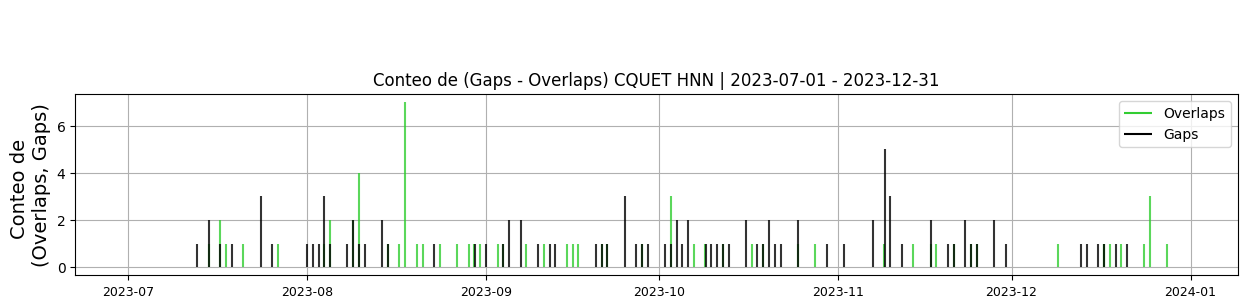 Conteo de (Gaps - Overlaps) CQUET HNN | 2023-07-01 - 2023-12-31
Conteo de
(Overlaps, Gaps)
6
4
2
0
Overlaps
Gaps
2023-07
2023-08
2023-09
2023-10
2023-11
2023-12
2024-01